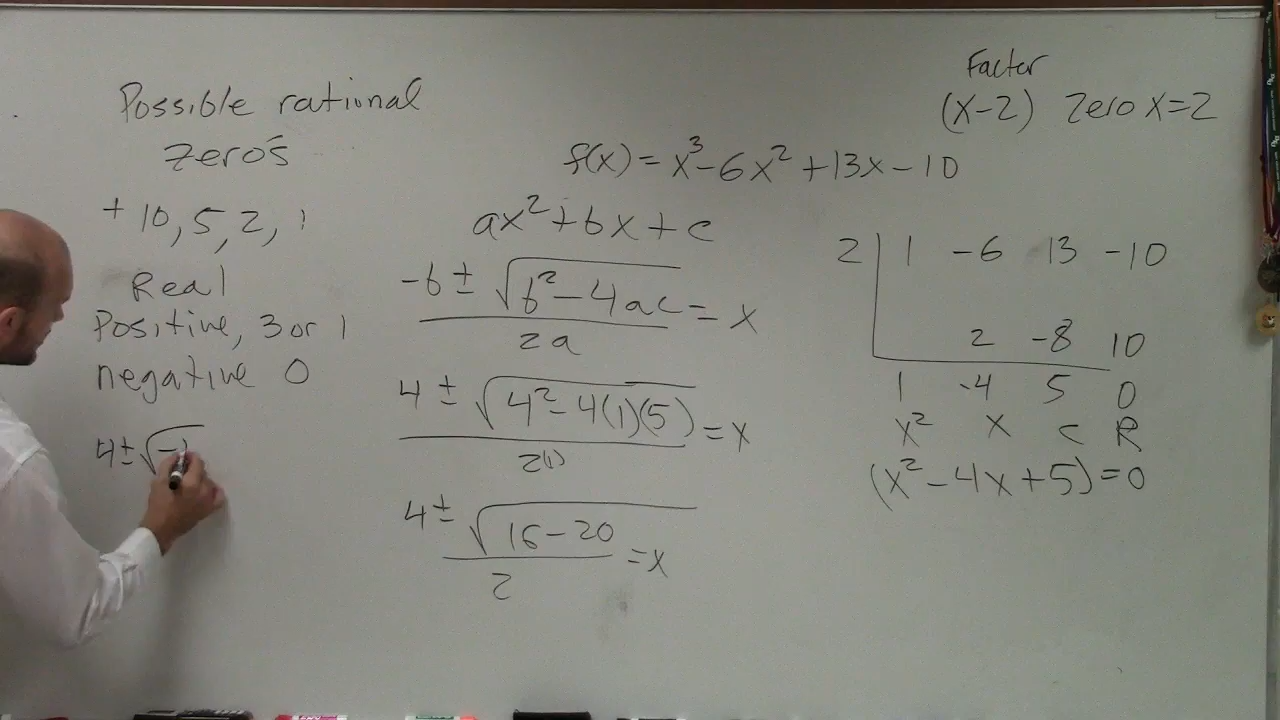 Possible rational
zero's
+ 10, 5, 2, 1
Real
Positive, 3 or 1
negative 0
4 ± √-
f(x) = x³ - 6x² + 13x - 10
ax² + bx + c
-b ± √b² - 4ac = x
2a
4 ± √4² - 4(1)(5) = x
2(1)
4 ± √16 - 20 = x
2
Factor
(x-2) Zero x=2
2 | 1 -6 13 -10
2 -8 10
1 -4 5 0
x² x c R
(x² - 4x + 5) = 0